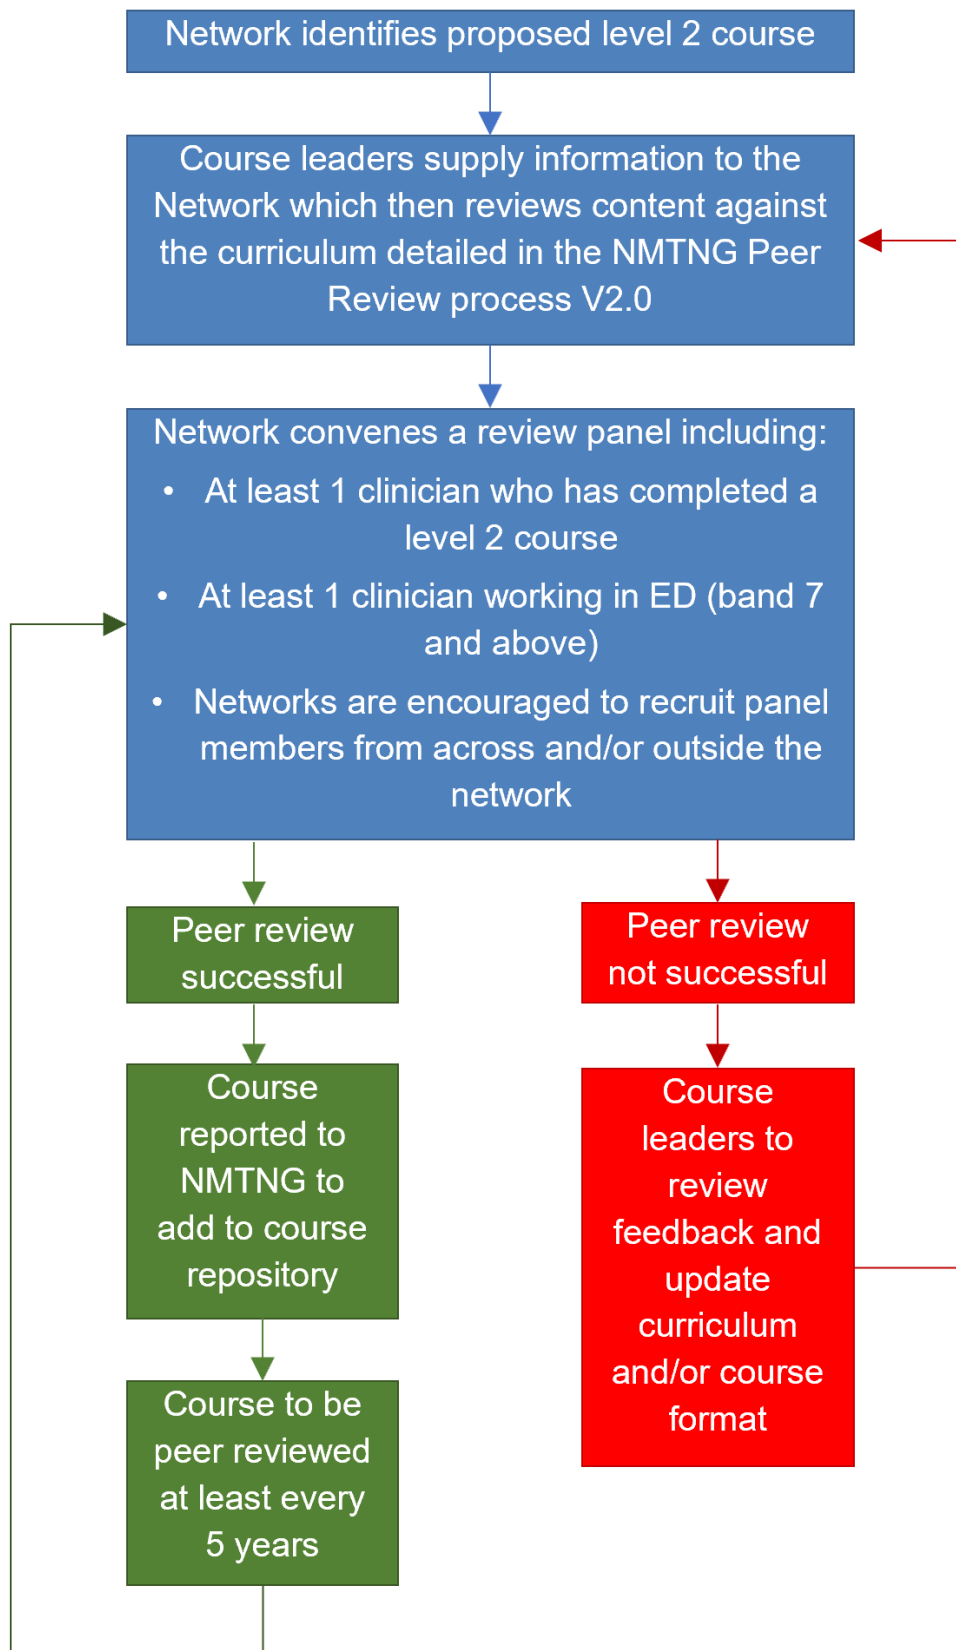 Network identifies proposed level 2 course
Course leaders supply information to the
Network which then reviews content against
the curriculum detailed in the NMTNG Peer
Review process V2.0
Network convenes a review panel including:
• At least 1 clinician who has completed a
level 2 course
• At least 1 clinician working in ED (band 7
and above)
• Networks are encouraged to recruit panel
members from across and/or outside the
network
Peer review
successful
Course
reported to
NMTNG to
add to course
repository
Course to be
peer reviewed
at least every
5 years
Peer review
not successful
Course
leaders to
review
feedback and
update
curriculum
and/or course
format